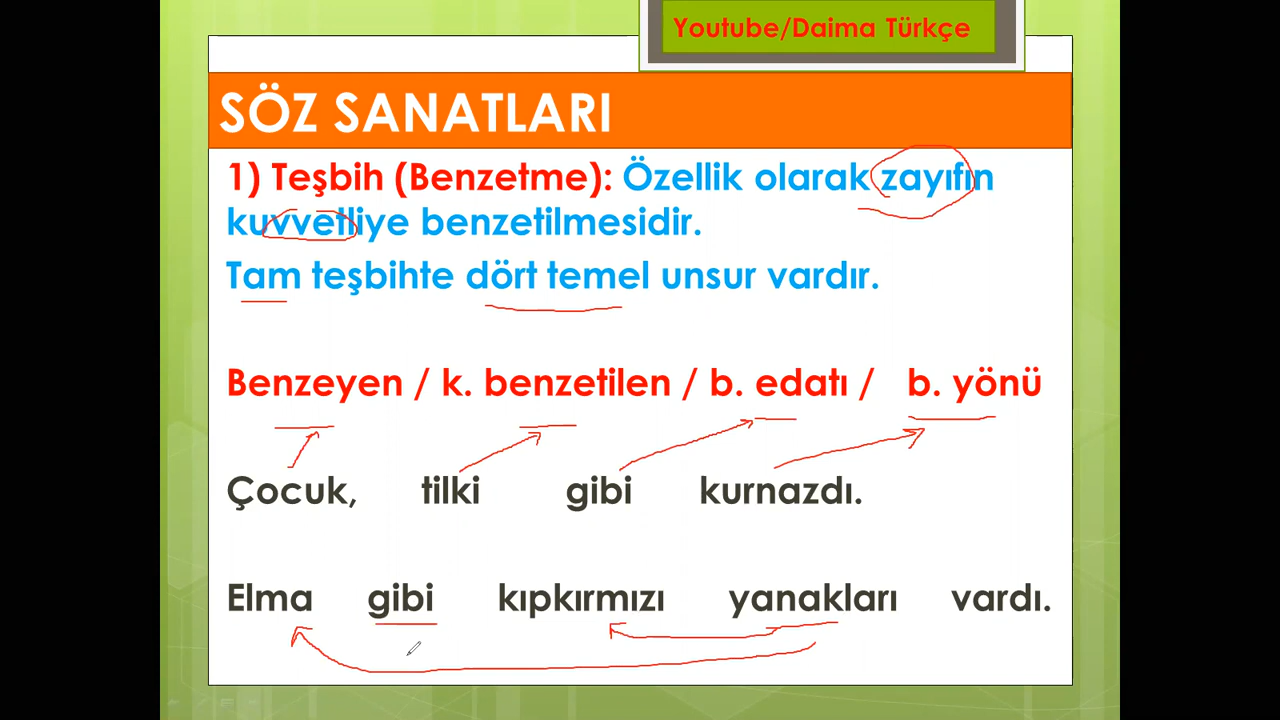 Youtube/Daima Türkçe
SÖZ SANATLARI
1) Teşbih (Benzetme): Özellik olarak zayıfın
kuvvetliye benzetilmesidir.
Tam teşbihte dört temel unsur vardır.
Benzeyen / k. benzetilen / b. edatı / b. yönü
Çocuk, tilki gibi kurnazdı.
Elma gibi kıpkırmızı yanakları vardı.